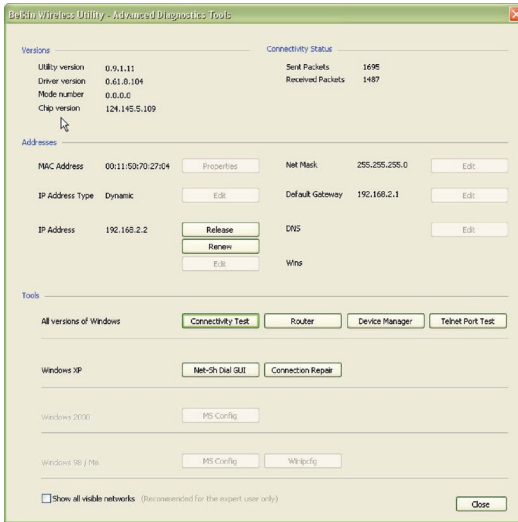 Belkin Wireless Utility - Advanced Diagnostics Tools
Versions
Utility version 0.9.1.11
Driver version 0.61.8.104
Mode number 0.0.0.0
Chip version 124.145.5.109
Connectivity Status
Sent Packets 1695
Received Packets 1487
Addresses
MAC Address 00:11:50:70:27:04 Properties Net Mask 255.255.255.0 Edit
IP Address Type Dynamic Edit Default Gateway 192.168.2.1 Edit
IP Address 192.168.2.2 Release DNS Edit
Renew
Edit Wins
Tools
All versions of Windows Connectivity Test Router Device Manager Telnet Port Test
Windows XP Net-Sh Dial GUI Connection Repair
Windows 2000 MS Config
Windows 98 / Me MS Config Winipcfg
Show all visible networks (Recommended for the expert user only)
Close